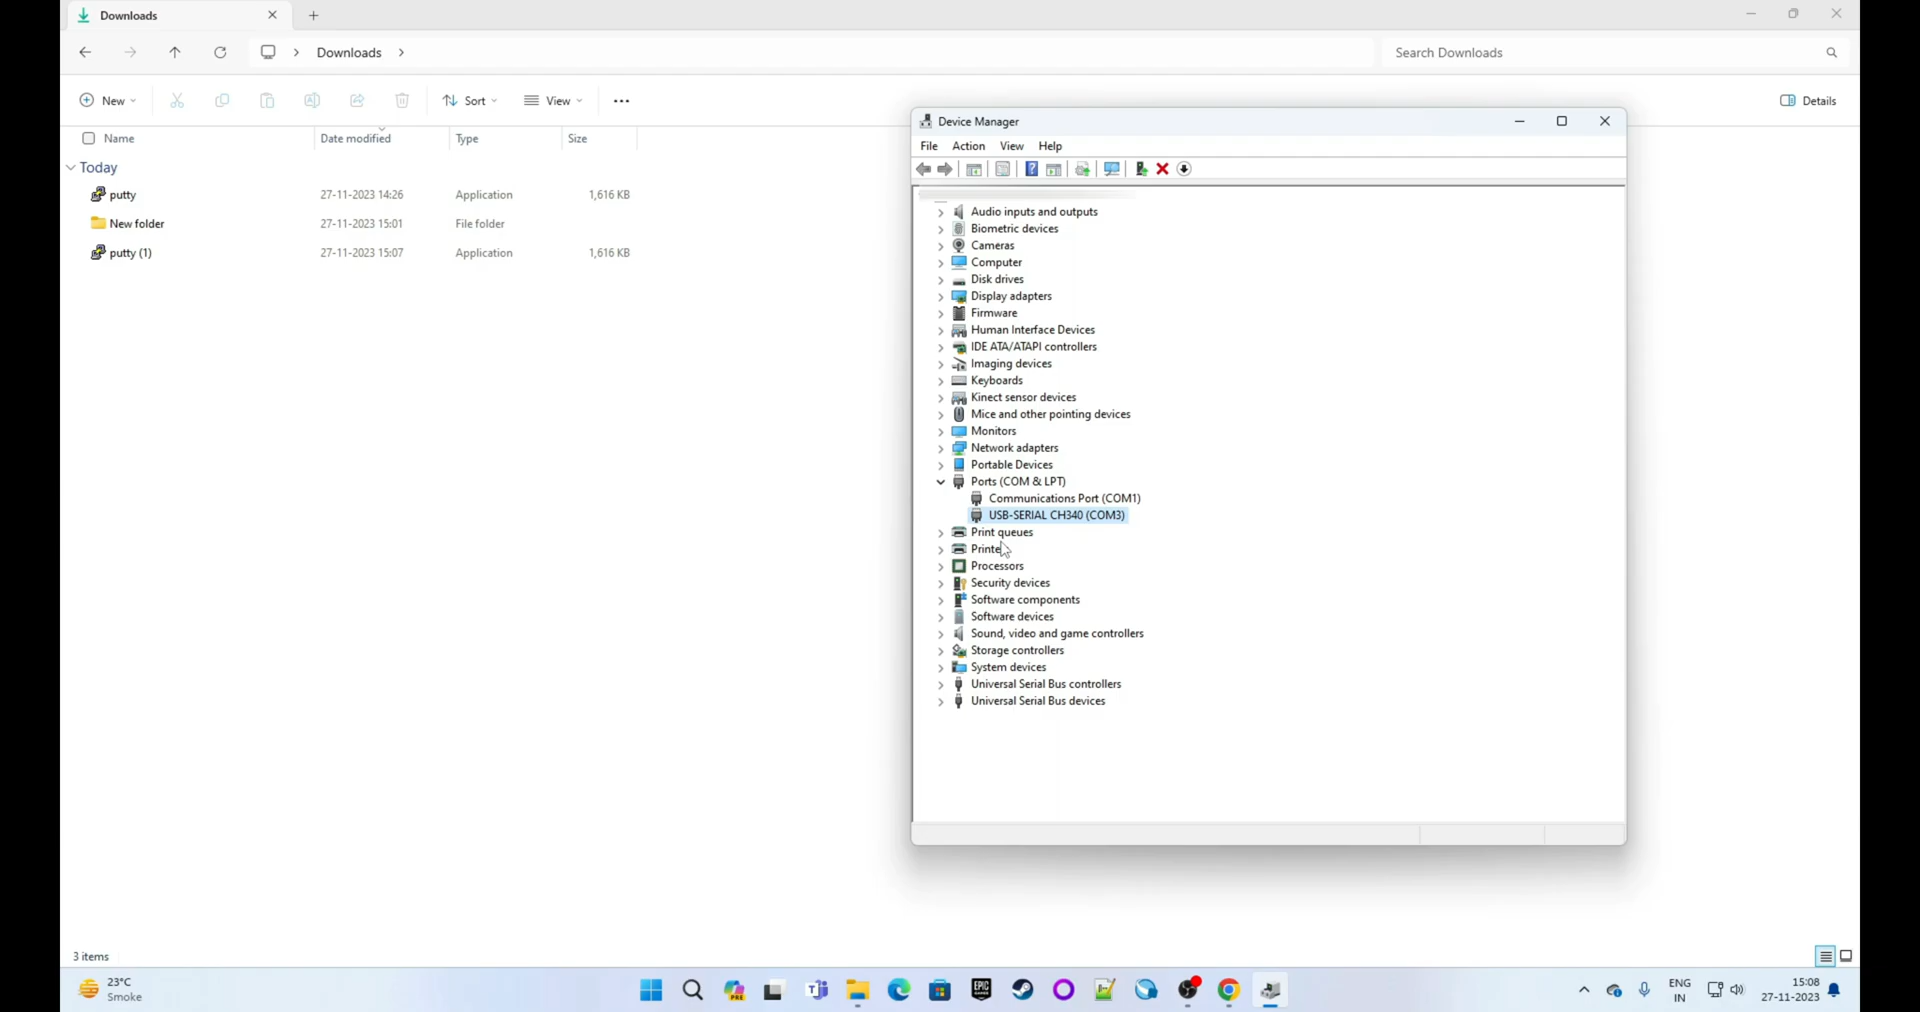 Downloads
Downloads
Search Downloads
New
Sort
View
Details
Name Date modified Type Size
Today
putty 27-11-2023 14:26 Application 1,616 KB
New folder 27-11-2023 15:01 File folder
putty (1) 27-11-2023 15:07 Application 1,616 KB
Device Manager
File Action View Help
Audio inputs and outputs
Biometric devices
Cameras
Computer
Disk drives
Display adapters
Firmware
Human Interface Devices
IDE ATA/ATAPI controllers
Imaging devices
Keyboards
Kinect sensor devices
Mice and other pointing devices
Monitors
Network adapters
Portable Devices
Ports (COM & LPT)
Communications Port (COM1)
USB-SERIAL CH340 (COM3)
Print queues
Printe
Processors
Security devices
Software components
Software devices
Sound, video and game controllers
Storage controllers
System devices
Universal Serial Bus controllers
Universal Serial Bus devices
3 items
23°C
Smoke
PRE
EPIC
ENG
IN
15:08
27-11-2023